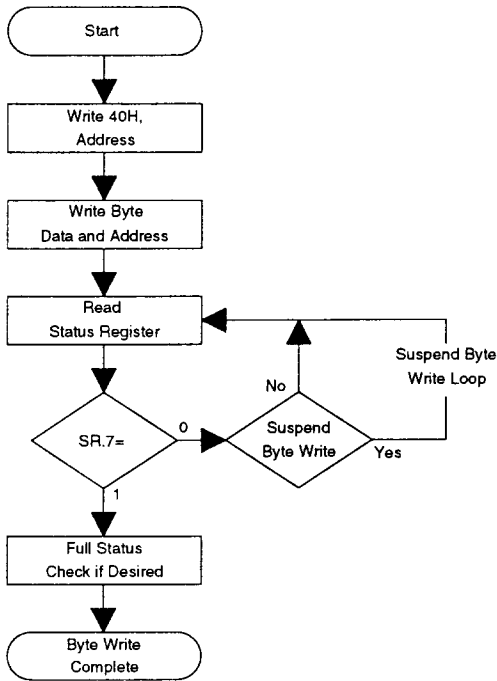 Start
Write 40H,
Address
Write Byte
Data and Address
Read
Status Register
Suspend Byte
Write Loop
No
SR.7=
0
Suspend
Byte Write
Yes
1
Full Status
Check if Desired
Byte Write
Complete